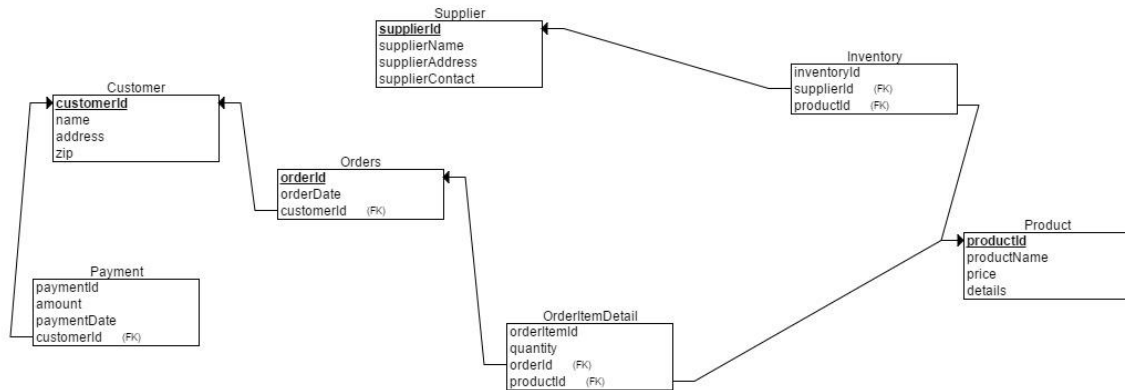 Supplier
supplierId
supplierName
supplierAddress
supplierContact
Inventory
inventoryId
supplierId (FK)
productId (FK)
Customer
customerId
name
address
zip
Orders
orderId
orderDate
customerId (FK)
Product
productId
productName
price
details
Payment
paymentId
amount
paymentDate
customerId (FK)
OrderItemDetail
orderItemId
quantity
orderId (FK)
productId (FK)